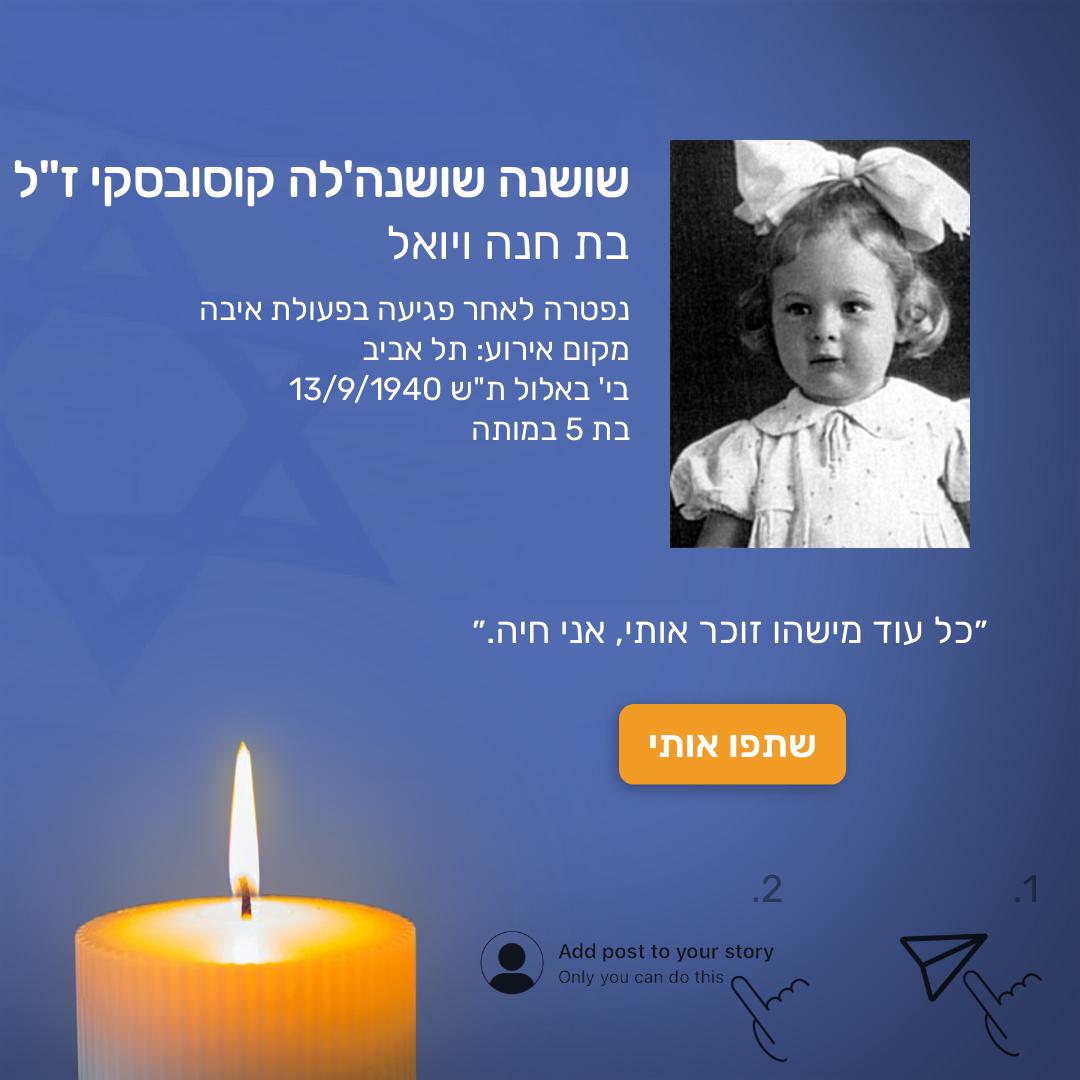 שושנה שושנה'לה קוסובסקי ז"ל
בת חנה ויואל
נפטרה לאחר פגיעה בפעולת איבה
מקום אירוע: תל אביב
בי' באלול ת"ש 13/9/1940
בת 5 במותה
״כל עוד מישהו זוכר אותי, אני חיה.״
שתפו אותי
.1
.2
Add post to your story
Only you can do this